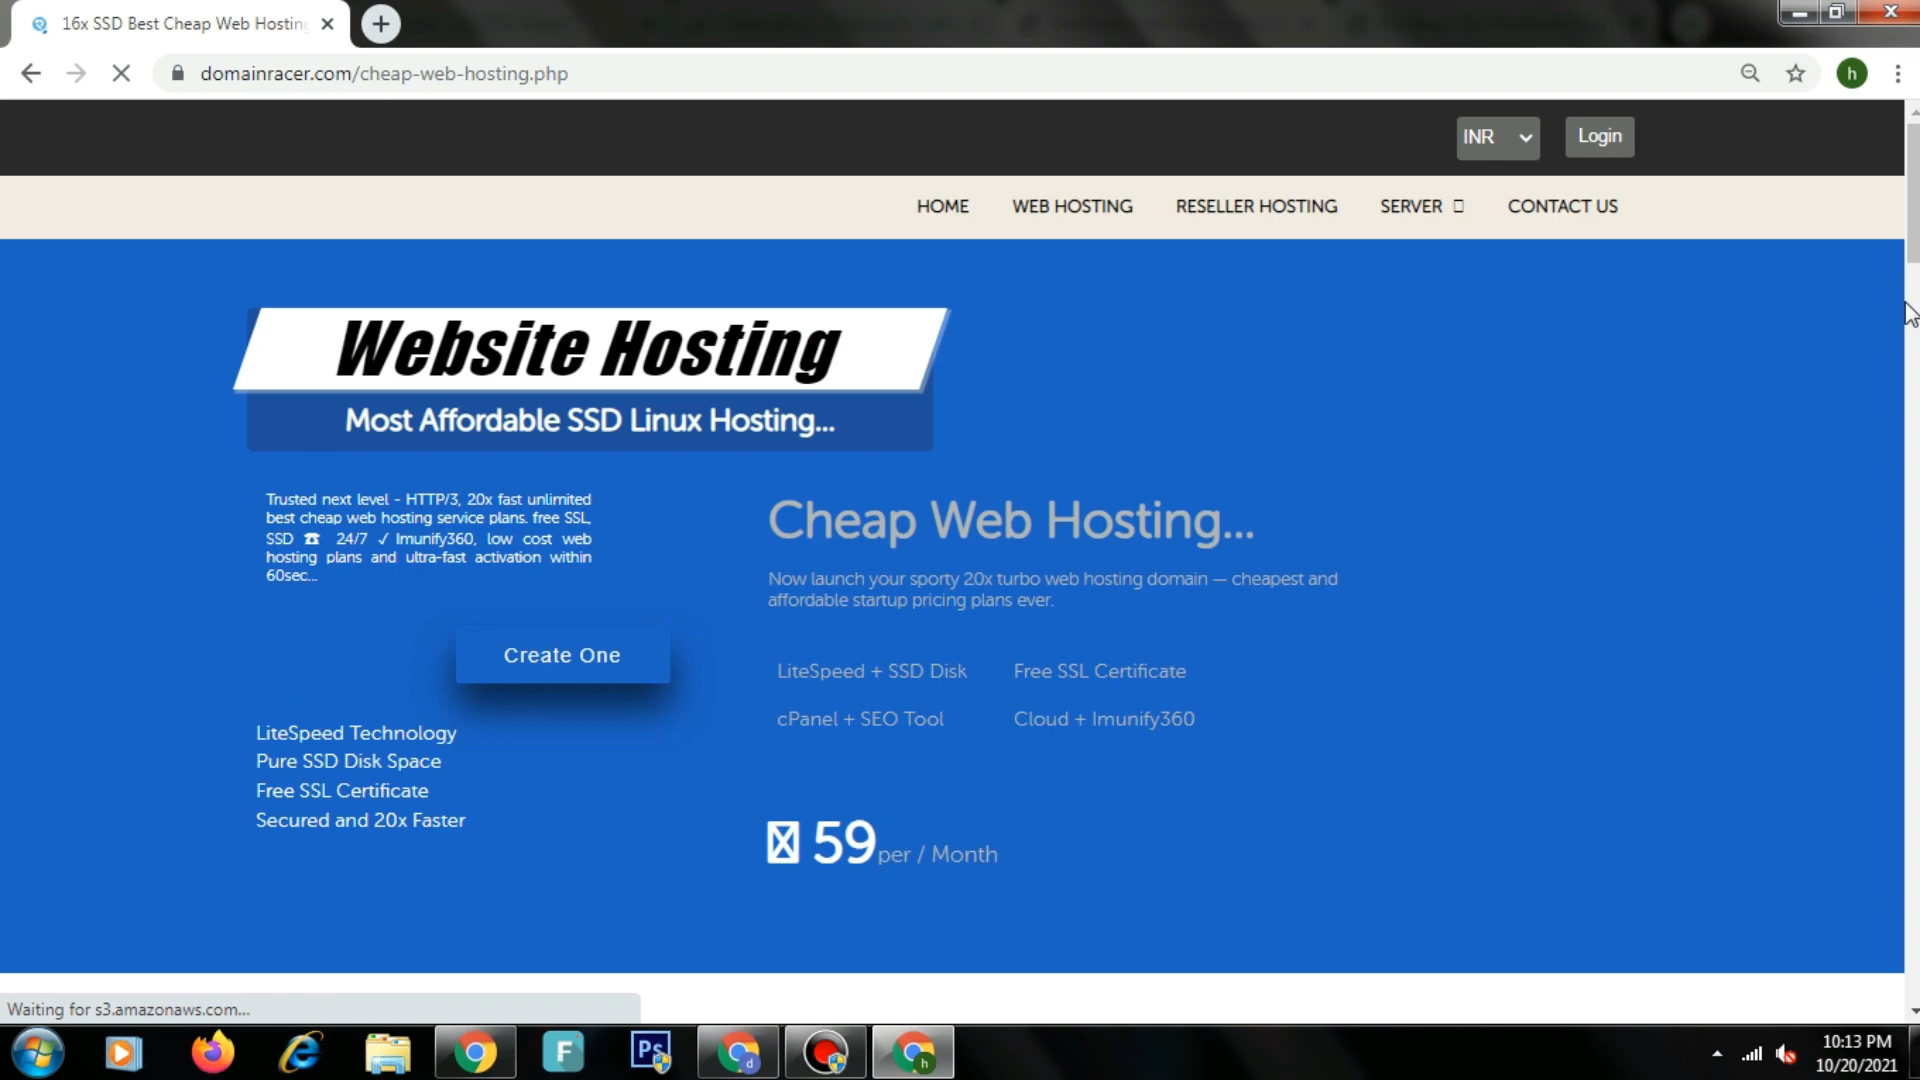 16x SSD Best Cheap Web Hosting
domainracer.com/cheap-web-hosting.php
h
INR
Login
HOME
WEB HOSTING
RESELLER HOSTING
SERVER
CONTACT US
Website Hosting
Most Affordable SSD Linux Hosting...
Trusted next level - HTTP/3, 20x fast unlimited
best cheap web hosting service plans. free SSL,
SSD ☎ 24/7 ✓ Imunify360, low cost web
hosting plans and ultra-fast activation within
60sec...
Create One
LiteSpeed Technology
Pure SSD Disk Space
Free SSL Certificate
Secured and 20x Faster
Cheap Web Hosting...
Now launch your sporty 20x turbo web hosting domain — cheapest and
affordable startup pricing plans ever.
LiteSpeed + SSD Disk
Free SSL Certificate
cPanel + SEO Tool
Cloud + Imunify360
59 per / Month
Waiting for s3.amazonaws.com...
F
Ps
d
h
10:13 PM
10/20/2021